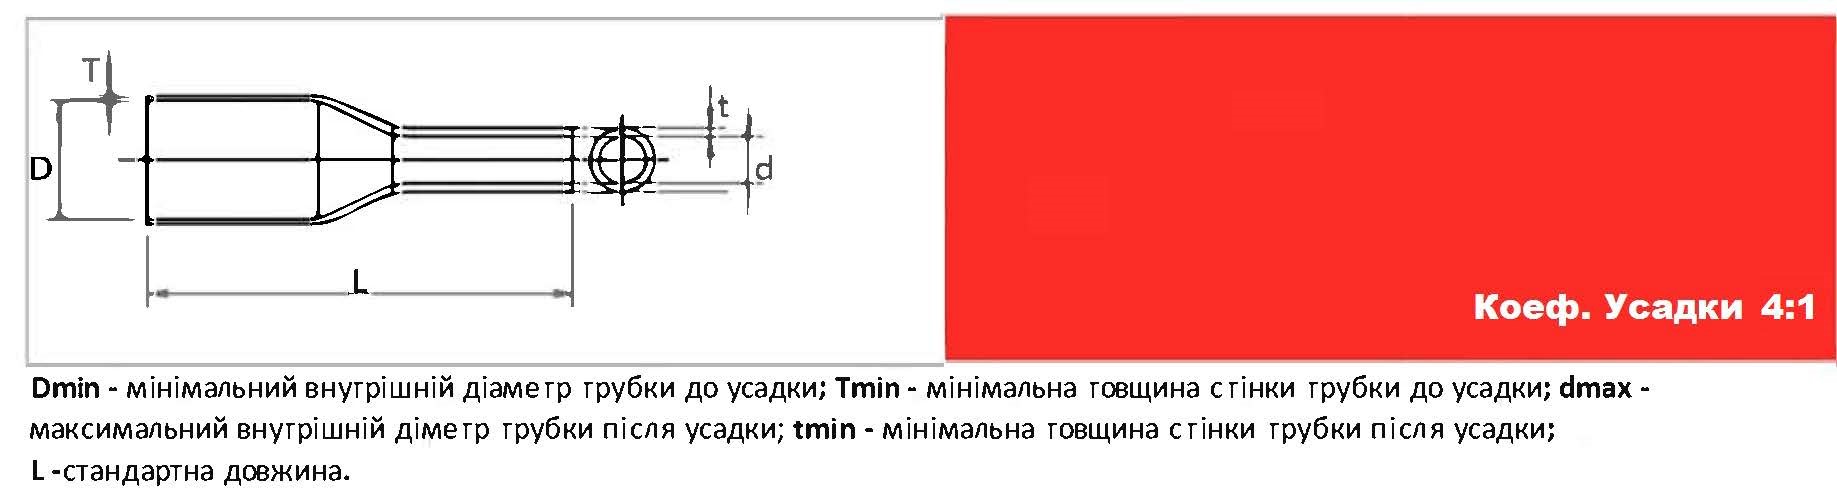 T
t
D
d
L
Коеф. Усадки 4:1
Dmin - мінімальний внутрішній діаметр трубки до усадки; Tmin - мінімальна товщина стінки трубки до усадки; dmax -
максимальний внутрішній діметр трубки після усадки; tmin - мінімальна товщина стінки трубки після усадки;
L -стандартна довжина.